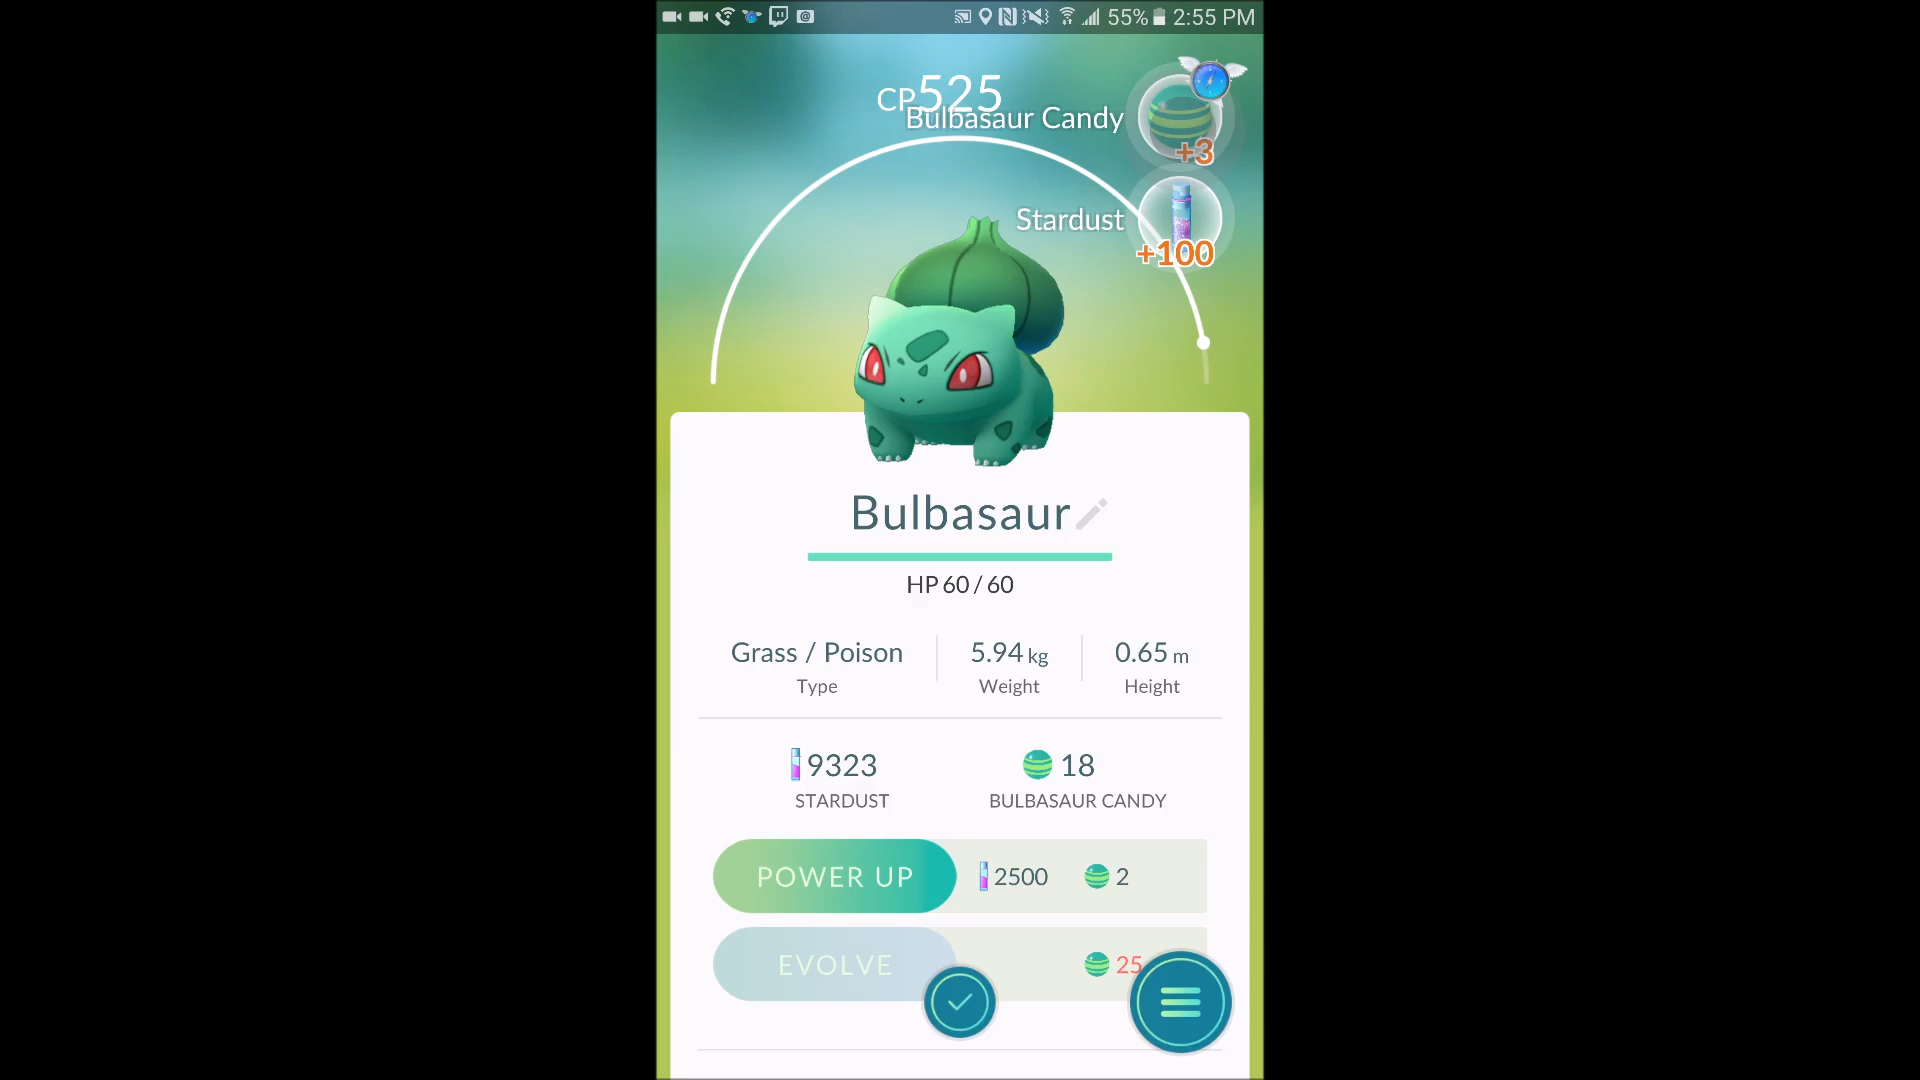 55% 2:55 PM
CP525
Bulbasaur Candy
+3
Stardust
+100
Bulbasaur
HP 60 / 60
Grass / Poison 5.94 kg 0.65 m
Type Weight Height
9323 18
STARDUST BULBASAUR CANDY
POWER UP 2500 2
EVOLVE 25